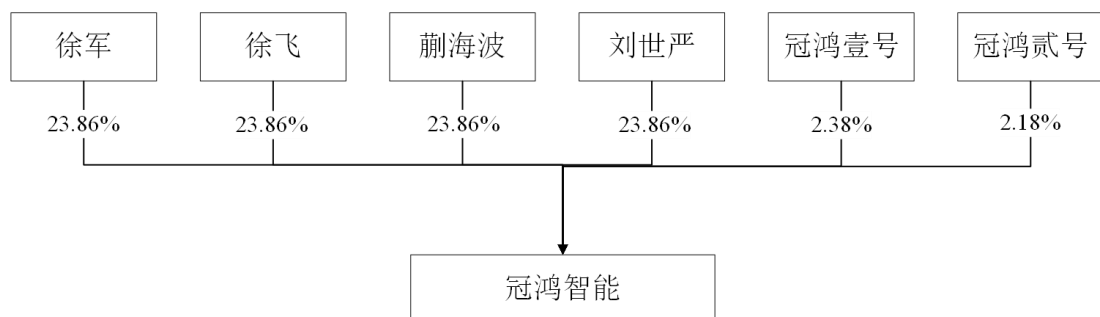 徐军
徐飞
蒯海波
刘世严
冠鸿壹号
冠鸿贰号
23.86%
23.86%
23.86%
23.86%
2.38%
2.18%
冠鸿智能